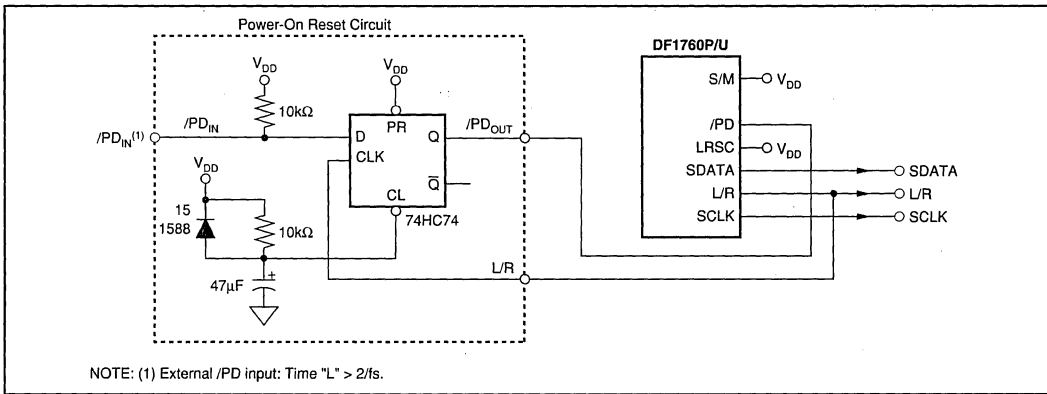 Power-On Reset Circuit
DF1760P/U
V_DD
V_DD
S/M
V_DD
10kΩ
/PD_IN(1)
/PD_IN
D
PR
Q
/PD_OUT
/PD
CLK
LRSC
V_DD
V_DD
Q̅
SDATA
SDATA
L/R
L/R
CL
SCLK
SCLK
15
1588
10kΩ
74HC74
L/R
47µF
+
NOTE: (1) External /PD input: Time "L" > 2/fs.